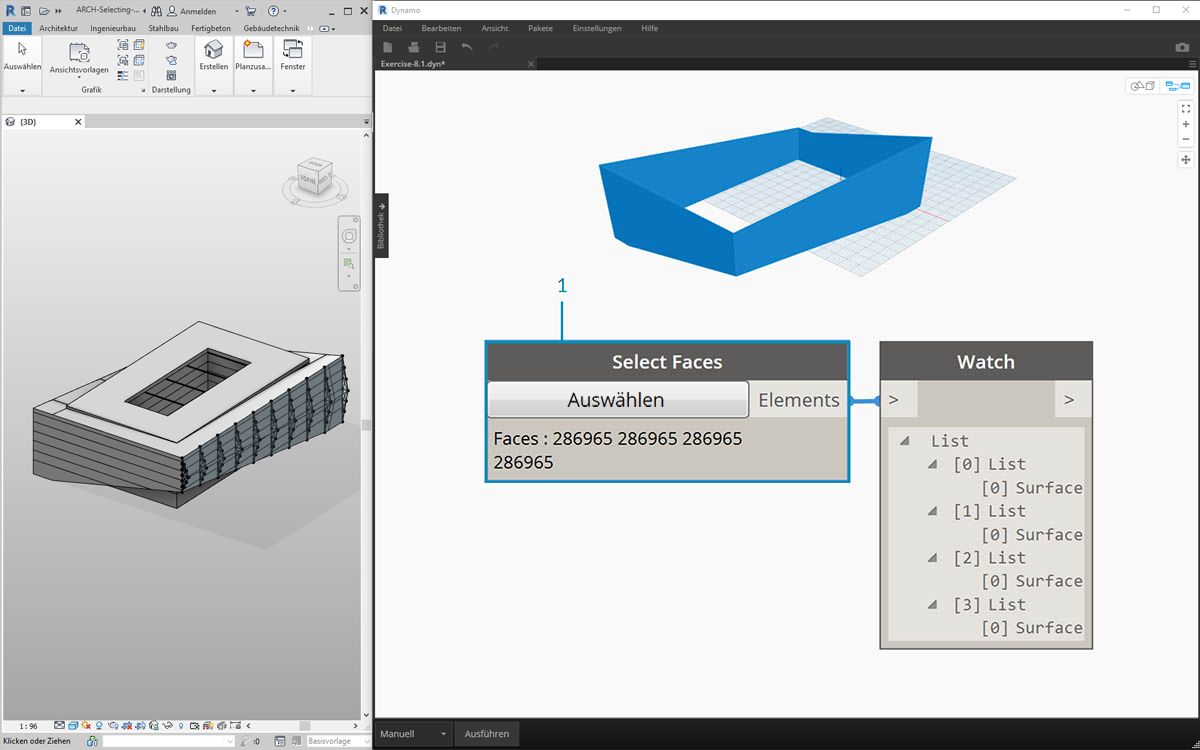 ARCH-Selecting-...
Anmelden
Datei Architektur Ingenieurbau Stahlbau Fertigbeton Gebäudetechnik
Auswählen
Ansichtsvorlagen
Erstellen
Planzusa...
Fenster
Grafik
Darstellung
{3D}
1 : 96
Klicken oder Ziehen
:0
Basisvorlage
Dynamo
Datei Bearbeiten Ansicht Pakete Einstellungen Hilfe
Exercise-8.1.dyn*
Bibliothek
1
Select Faces
Auswählen Elements
Faces : 286965 286965 286965
286965
Watch
> >
List
[0] List
[0] Surface
[1] List
[0] Surface
[2] List
[0] Surface
[3] List
[0] Surface
Manuell Ausführen